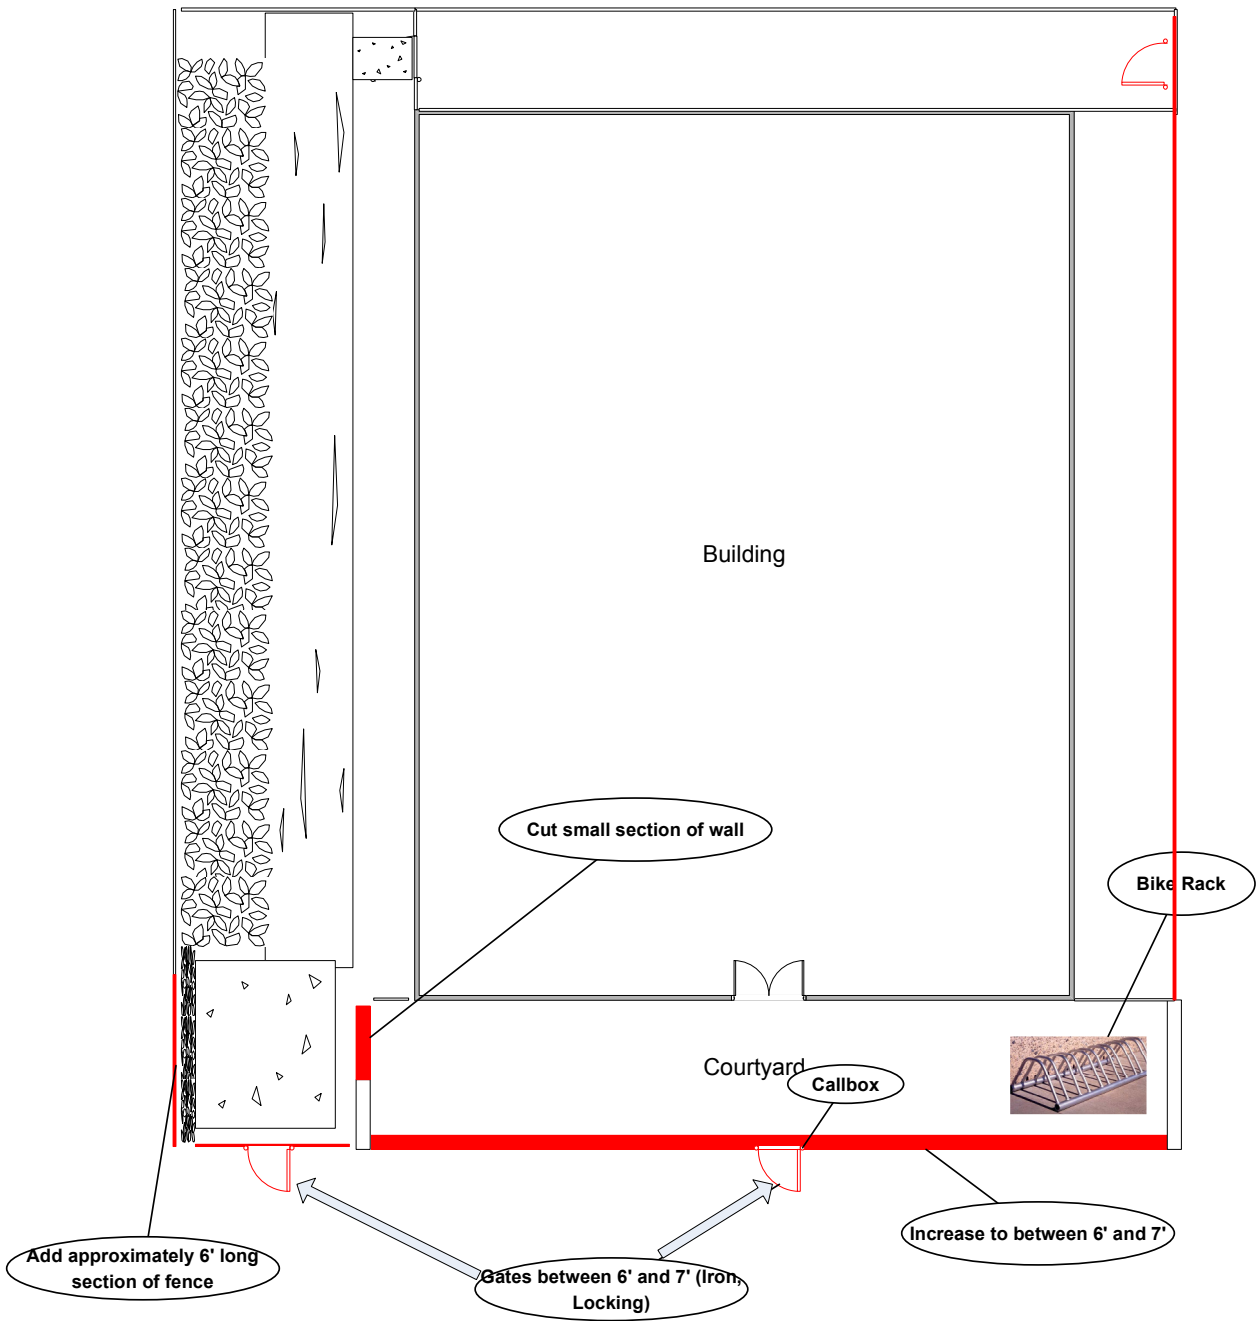 Building
Cut small section of wall
Bike Rack
Courtyard
Callbox
Increase to between 6' and 7'
Add approximately 6' long
section of fence
Gates between 6' and 7' (Iron,
Locking)